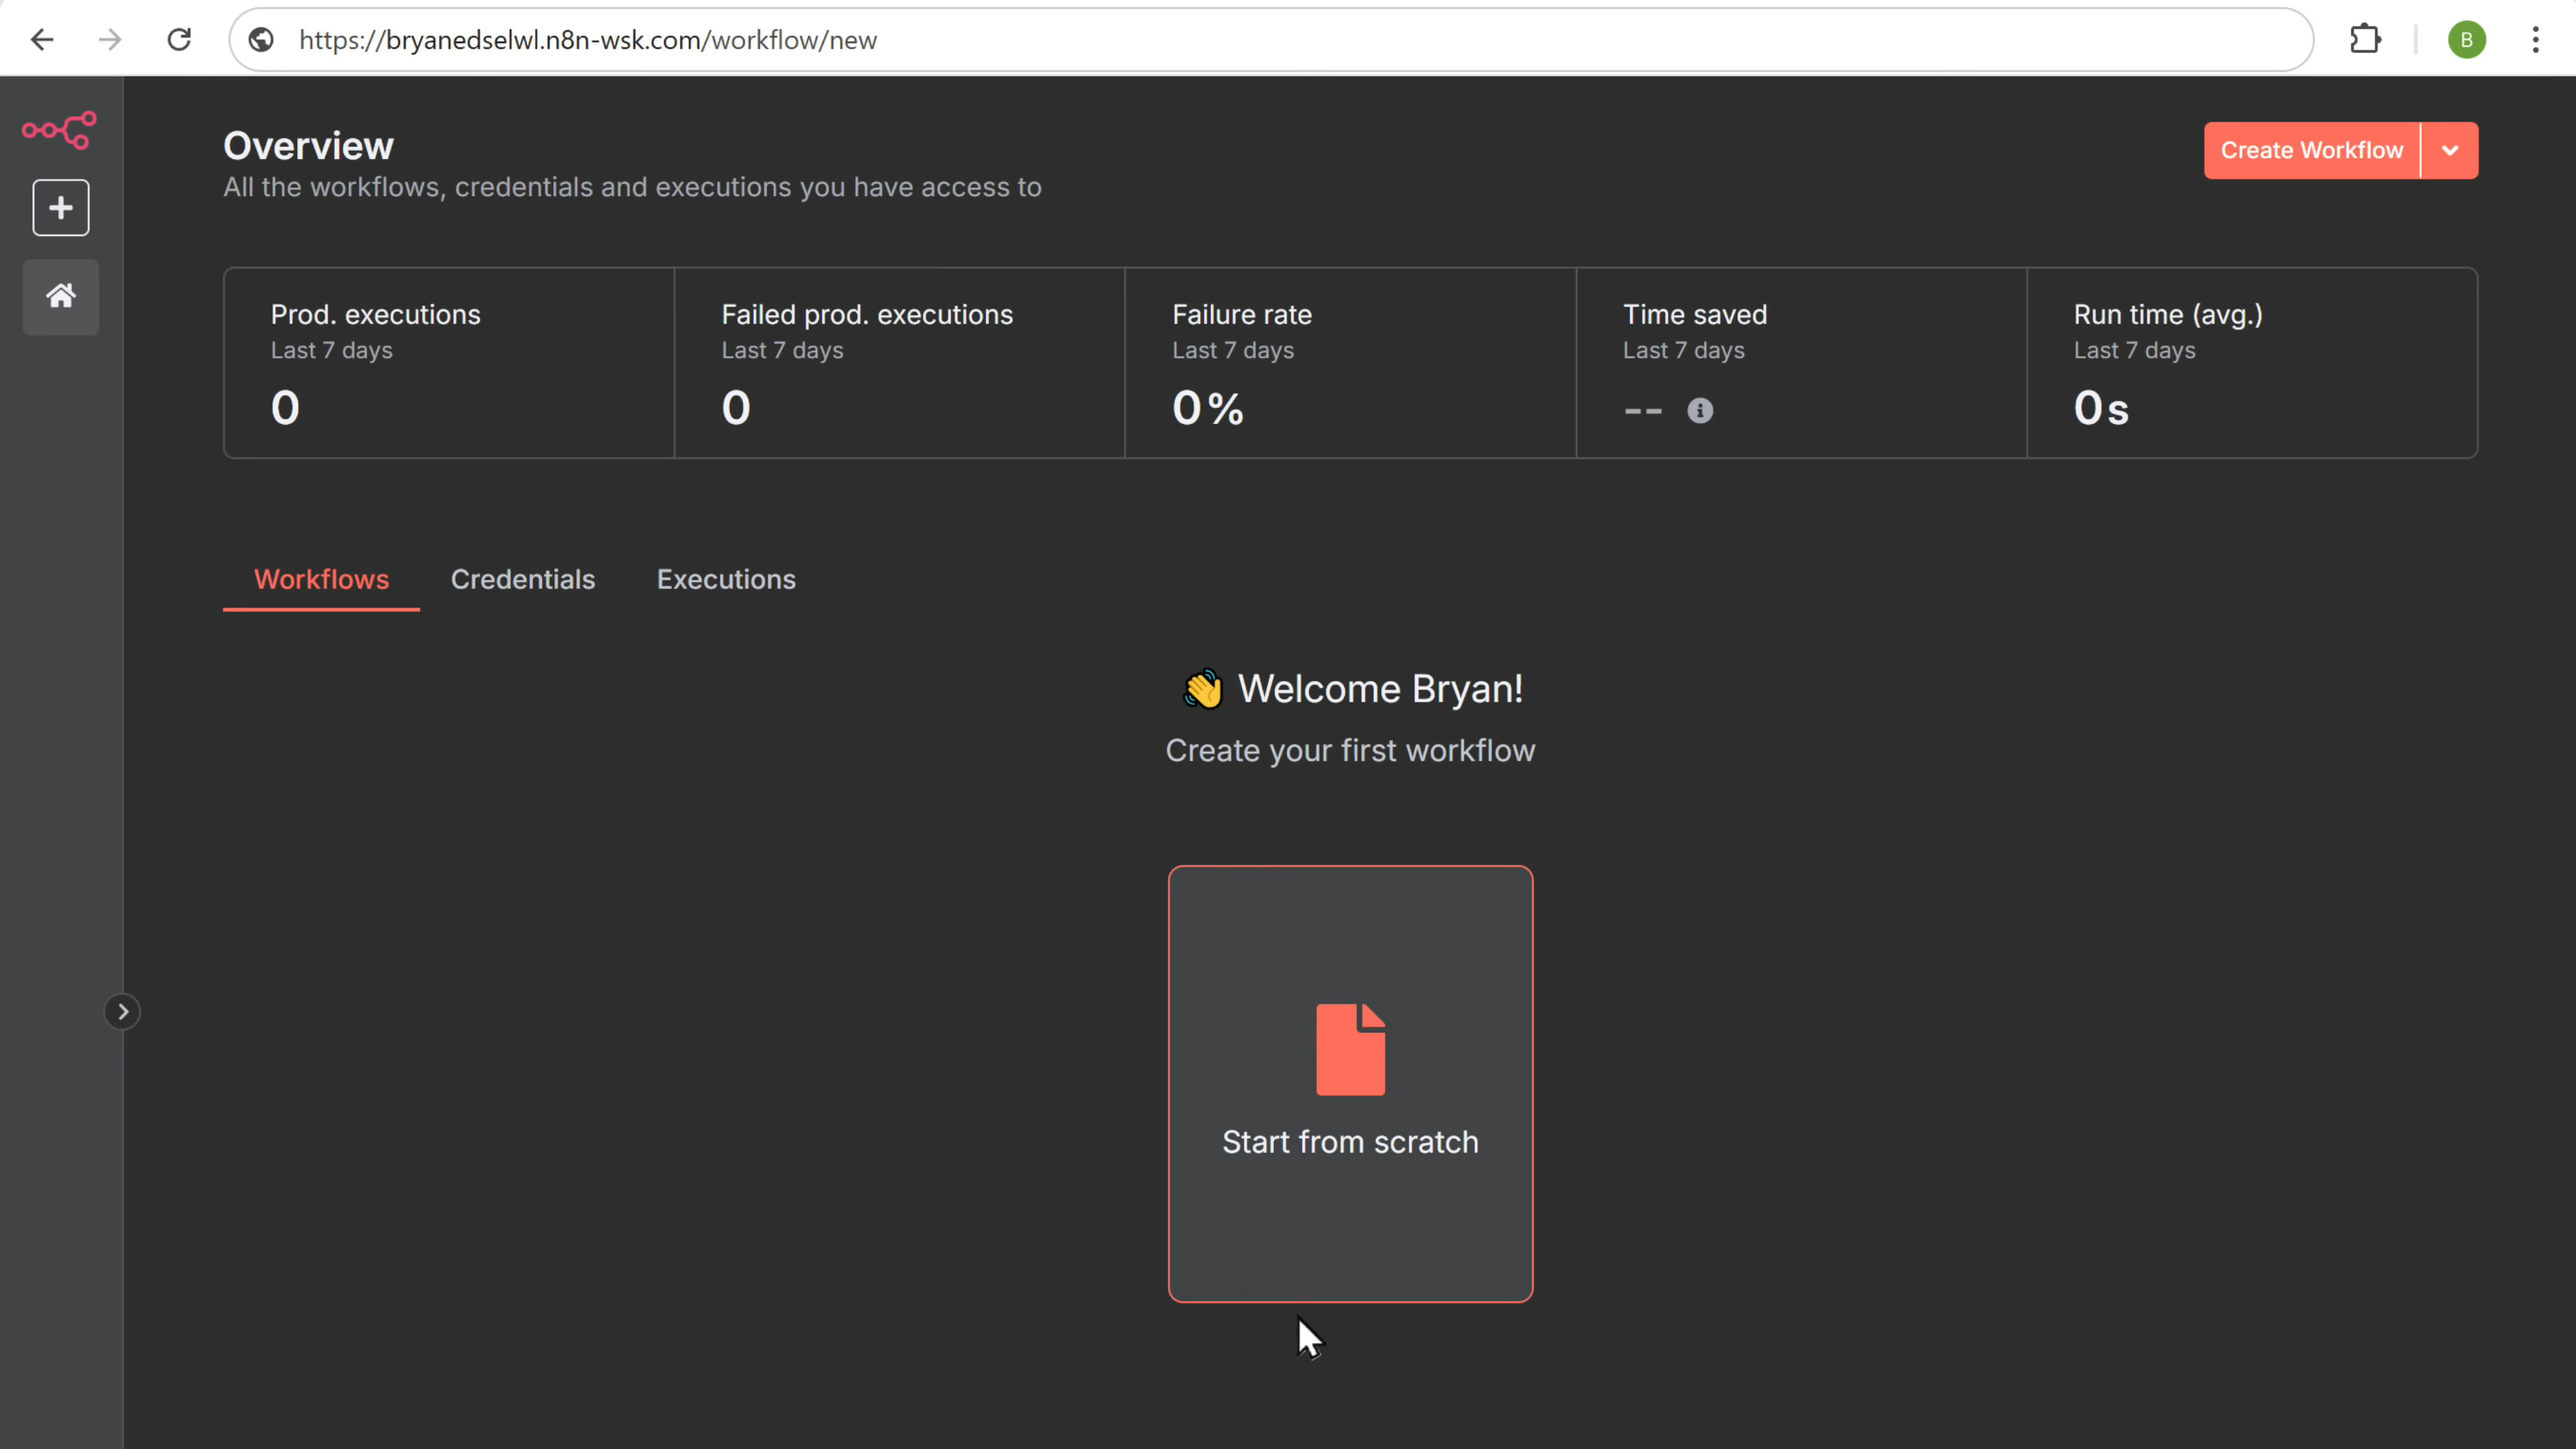 https://bryanedselwl.n8n-wsk.com/workflow/new
B
Overview
All the workflows, credentials and executions you have access to
Create Workflow
Prod. executions
Last 7 days
0
Failed prod. executions
Last 7 days
0
Failure rate
Last 7 days
0%
Time saved
Last 7 days
--
Run time (avg.)
Last 7 days
0s
Workflows Credentials Executions
👋 Welcome Bryan!
Create your first workflow
Start from scratch